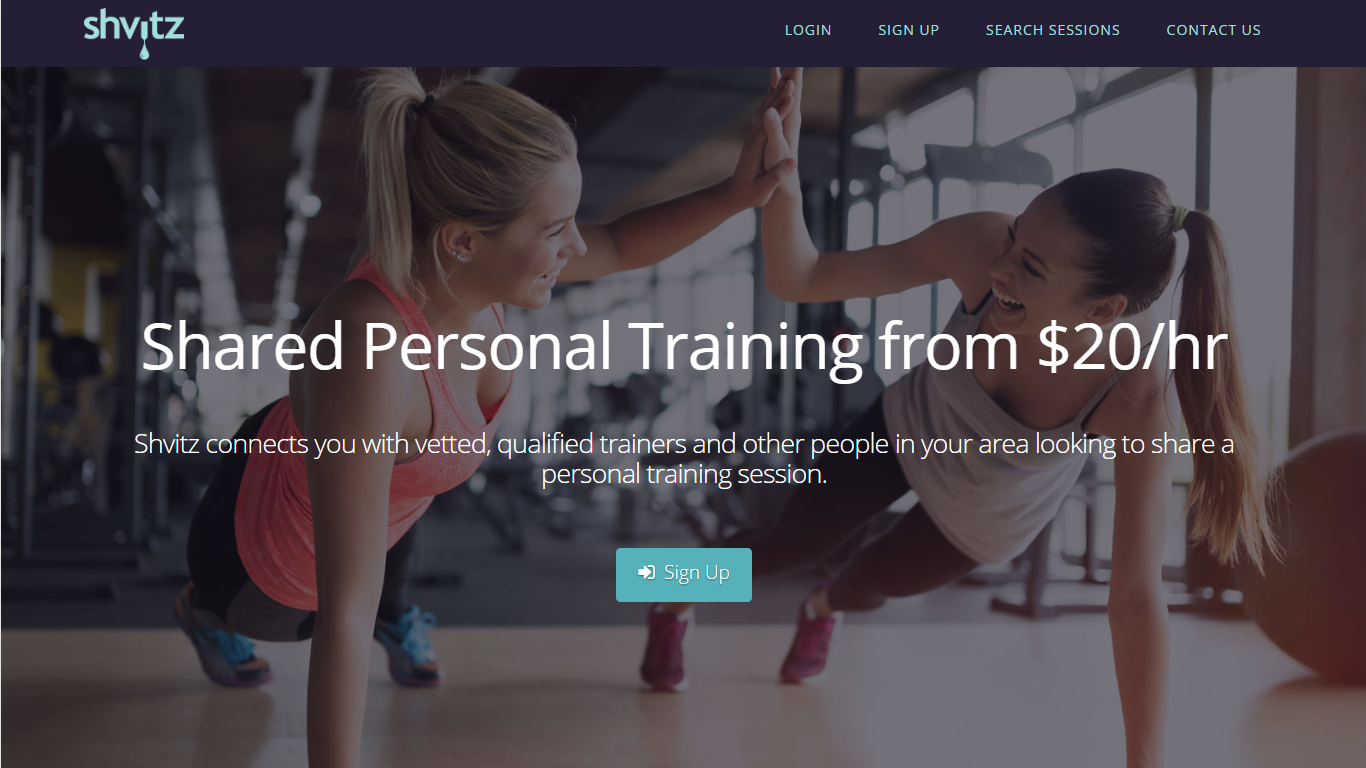 shvitz
LOGIN SIGN UP SEARCH SESSIONS CONTACT US
Shared Personal Training from $20/hr
Shvitz connects you with vetted, qualified trainers and other people in your area looking to share a
personal training session.
Sign Up